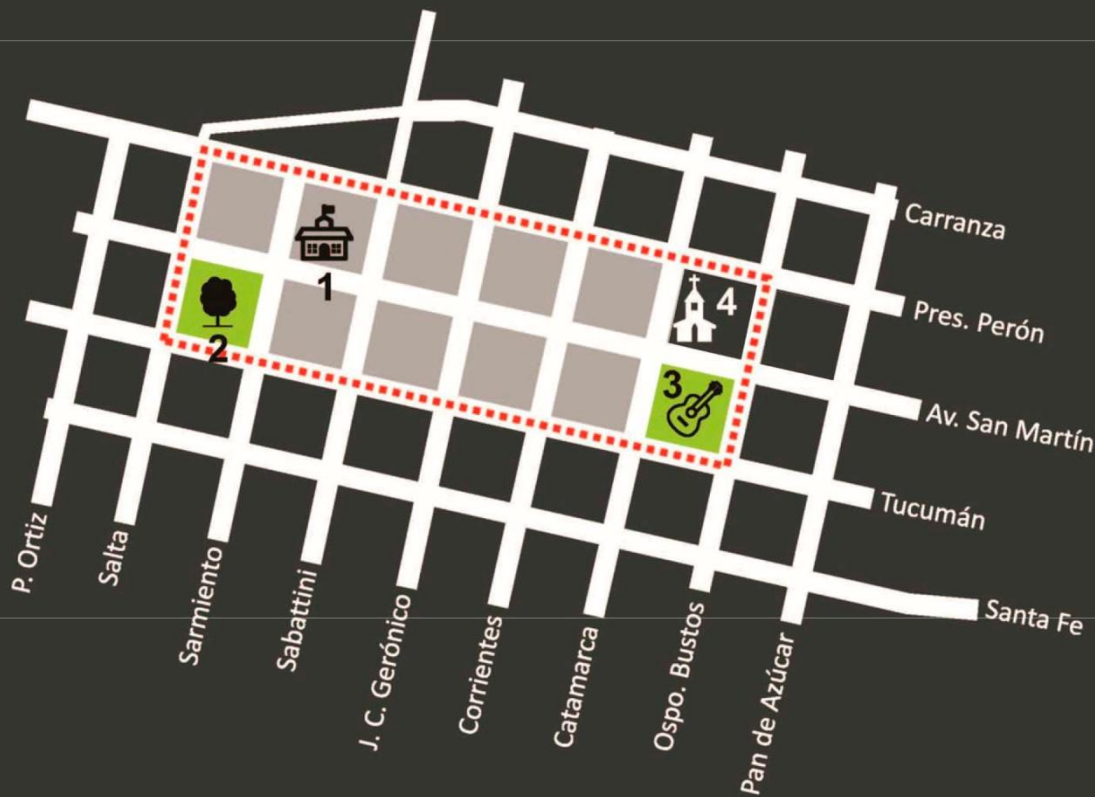 Carranza
Pres. Perón
1
4
2
3
Av. San Martín
Tucumán
P. Ortiz
Salta
Sarmiento
Sabattini
J. C. Gerónico
Corrientes
Catamarca
Ospo. Bustos
Pan de Azúcar
Santa Fe